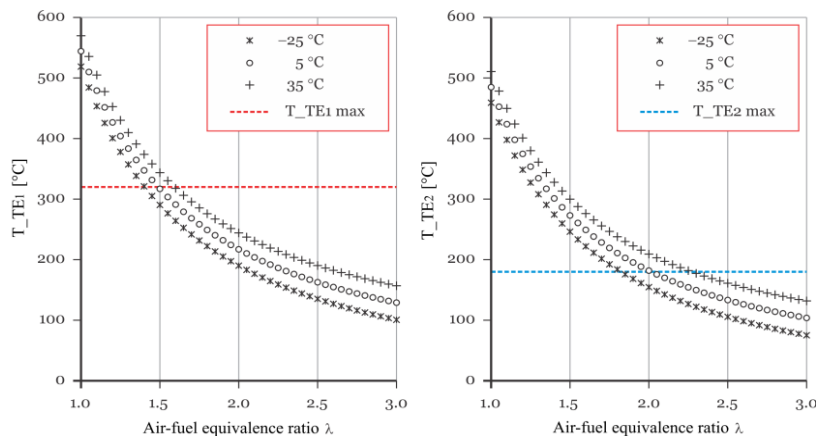 600
500
400
300
200
100
0
T_TE1 [°C]
−25 °C
5 °C
35 °C
T_TE1 max
1.0 1.5 2.0 2.5 3.0
Air-fuel equivalence ratio λ
600
500
400
300
200
100
0
T_TE2 [°C]
−25 °C
5 °C
35 °C
T_TE2 max
1.0 1.5 2.0 2.5 3.0
Air-fuel equivalence ratio λ